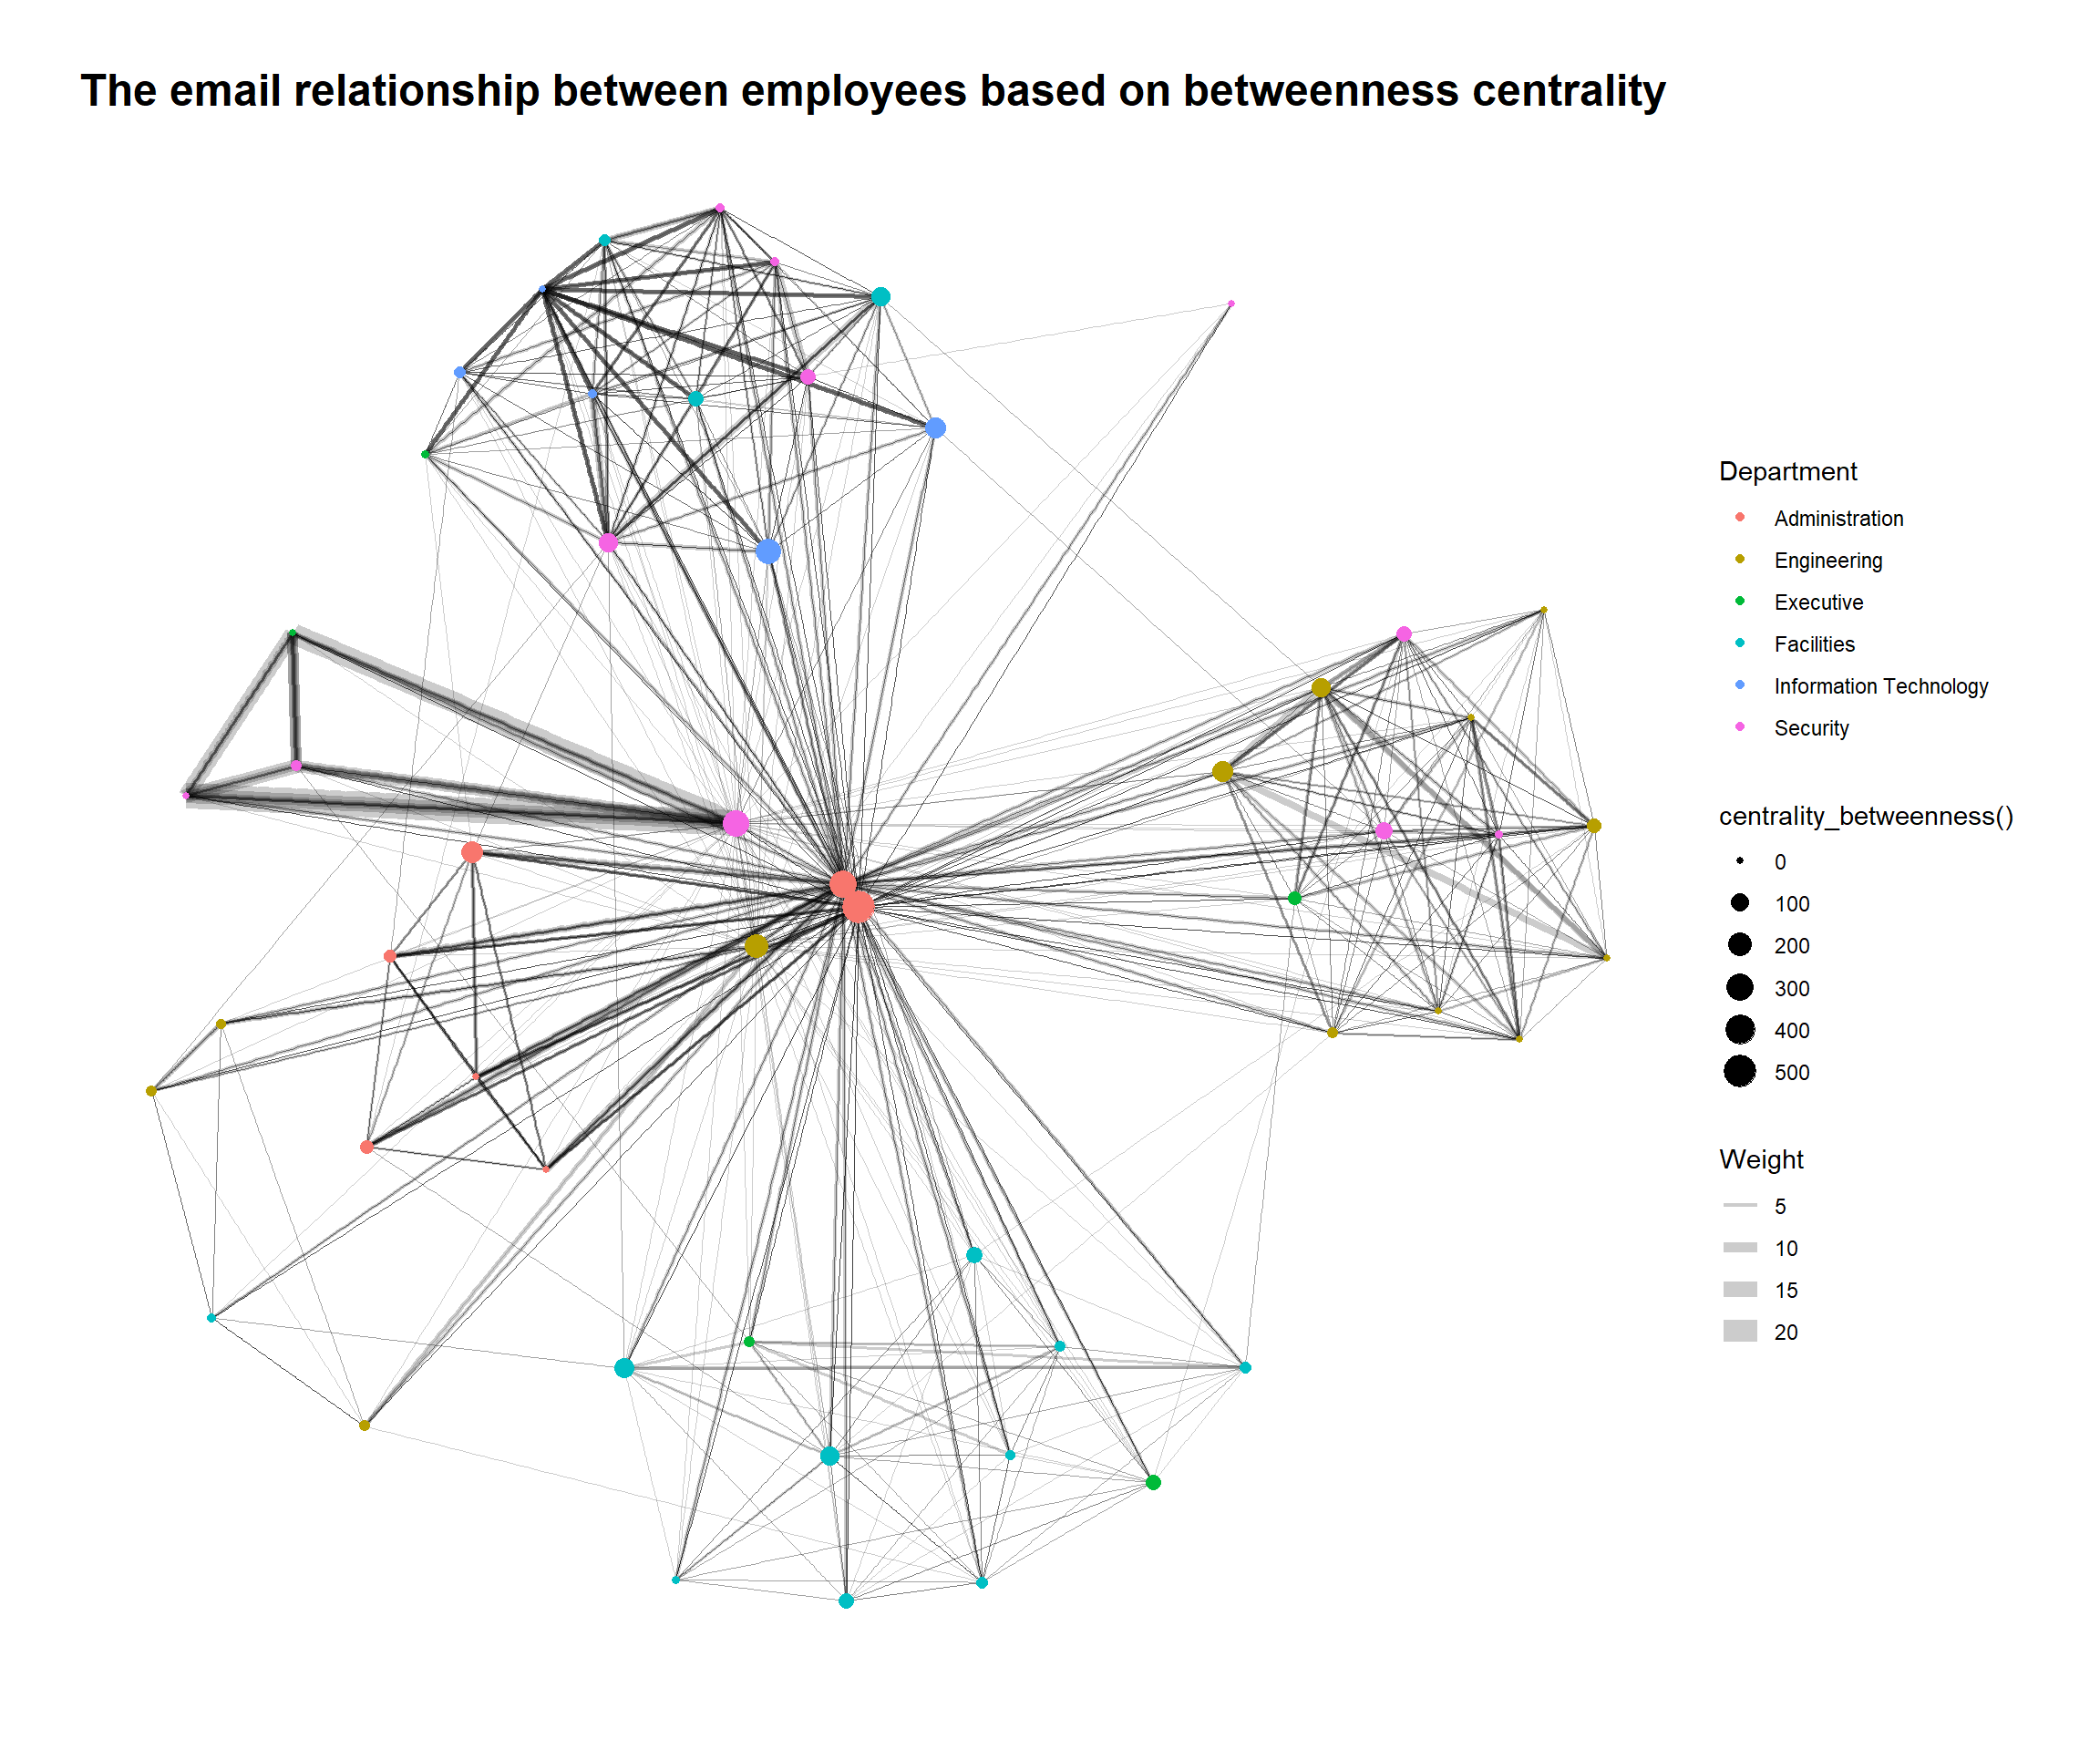 The email relationship between employees based on betweenness centrality
Department
Administration
Engineering
Executive
Facilities
Information Technology
Security
centrality_betweenness()
0
100
200
300
400
500
Weight
5
10
15
20